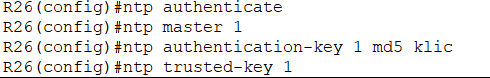 R26(config)#ntp authenticate
R26(config)#ntp master 1
R26(config)#ntp authentication-key 1 md5 klic
R26(config)#ntp trusted-key 1